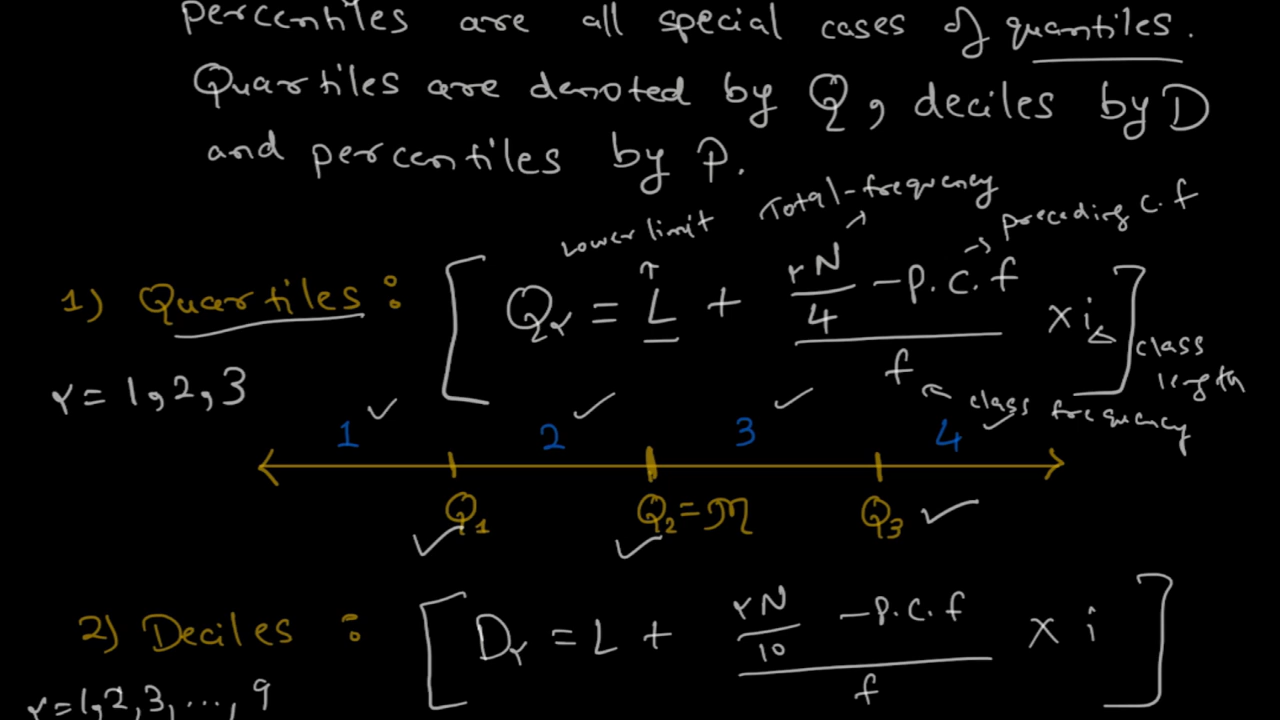 percentiles are all special cases of quantiles.
Quartiles are denoted by Q, deciles by D
and percentiles by P.
Lower limit Total-frequency preceding c.f
1) Quartiles: [Qr = L + (rN/4 - p.c.f)/f × i] class length
r = 1, 2, 3
class frequency
1 2 3 4
Q1 Q2 = M Q3
2) Deciles : [Dr = L + (rN/10 - p.c.f)/f × i]
r = 1, 2, 3, ..., 9